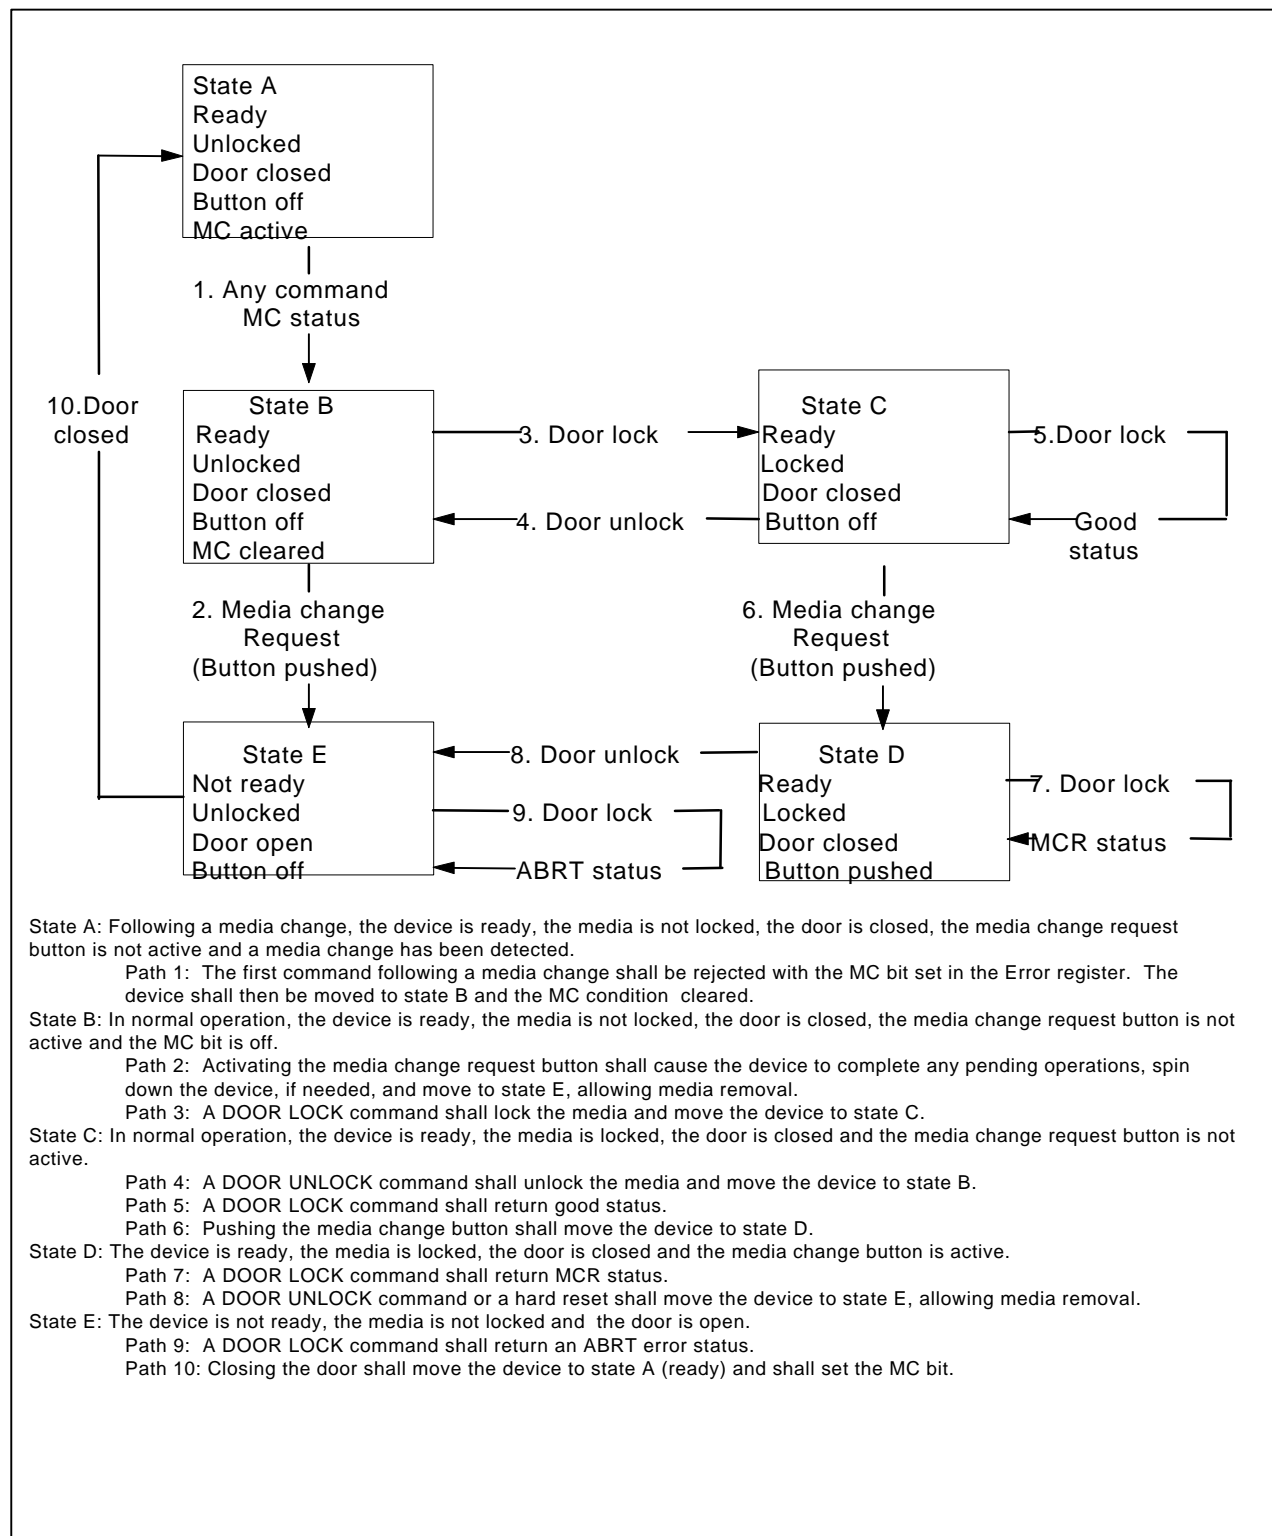 State A
Ready
Unlocked
Door closed
Button off
MC active
1. Any command
MC status
10.Door
closed
State B
Ready
Unlocked
Door closed
Button off
MC cleared
3. Door lock
4. Door unlock
State C
Ready
Locked
Door closed
Button off
5.Door lock
Good
status
2. Media change
Request
(Button pushed)
6. Media change
Request
(Button pushed)
State E
Not ready
Unlocked
Door open
Button off
8. Door unlock
9. Door lock
ABRT status
State D
Ready
Locked
Door closed
Button pushed
7. Door lock
MCR status
State A: Following a media change, the device is ready, the media is not locked, the door is closed, the media change request
button is not active and a media change has been detected.
Path 1:  The first command following a media change shall be rejected with the MC bit set in the Error register.  The
device shall then be moved to state B and the MC condition  cleared.
State B: In normal operation, the device is ready, the media is not locked, the door is closed, the media change request button is not
active and the MC bit is off.
Path 2:  Activating the media change request button shall cause the device to complete any pending operations, spin
down the device, if needed, and move to state E, allowing media removal.
Path 3:  A DOOR LOCK command shall lock the media and move the device to state C.
State C: In normal operation, the device is ready, the media is locked, the door is closed and the media change request button is not
active.
Path 4:  A DOOR UNLOCK command shall unlock the media and move the device to state B.
Path 5:  A DOOR LOCK command shall return good status.
Path 6:  Pushing the media change button shall move the device to state D.
State D: The device is ready, the media is locked, the door is closed and the media change button is active.
Path 7:  A DOOR LOCK command shall return MCR status.
Path 8:  A DOOR UNLOCK command or a hard reset shall move the device to state E, allowing media removal.
State E: The device is not ready, the media is not locked and  the door is open.
Path 9:  A DOOR LOCK command shall return an ABRT error status.
Path 10: Closing the door shall move the device to state A (ready) and shall set the MC bit.